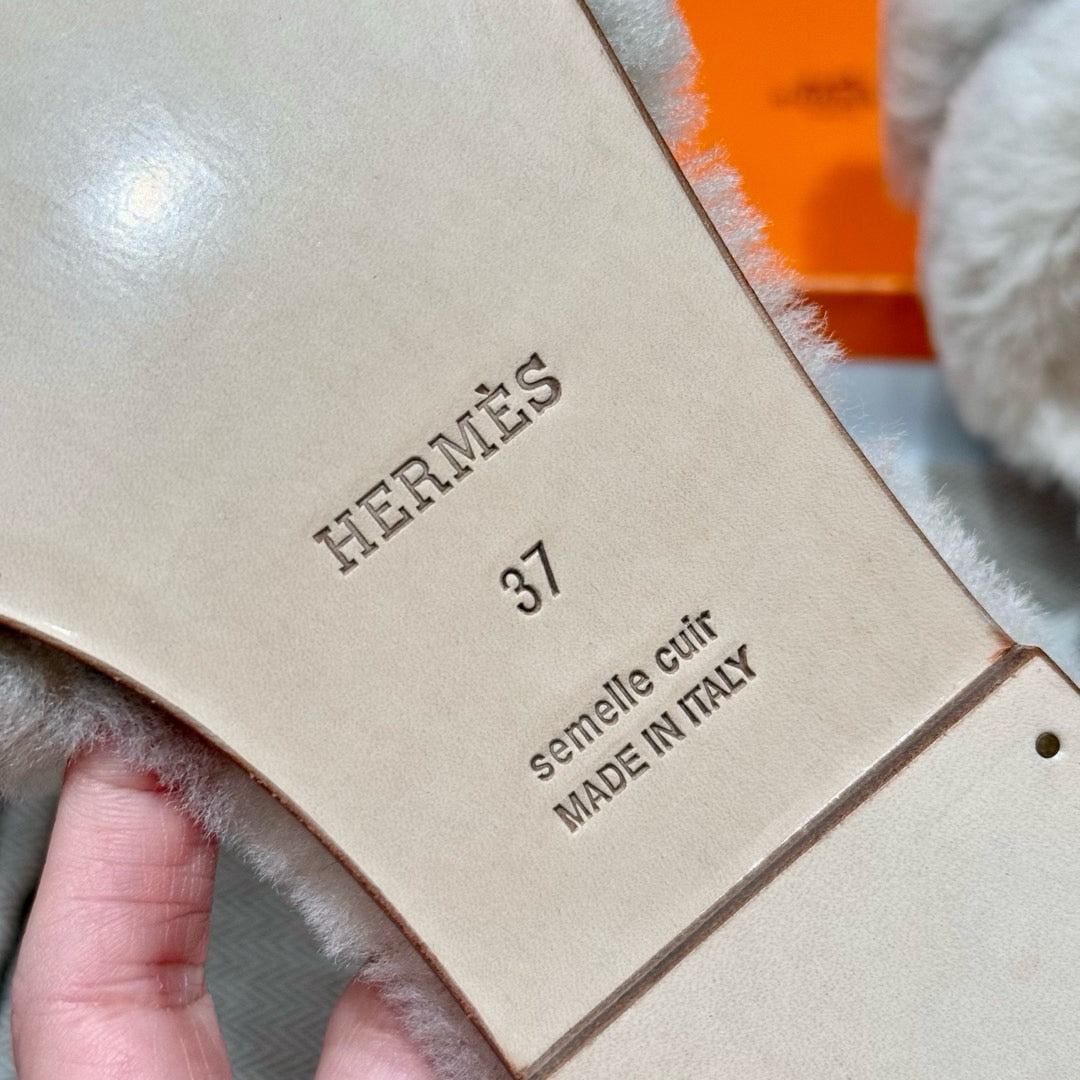 HERMÈS
37
semelle cuir
MADE IN ITALY